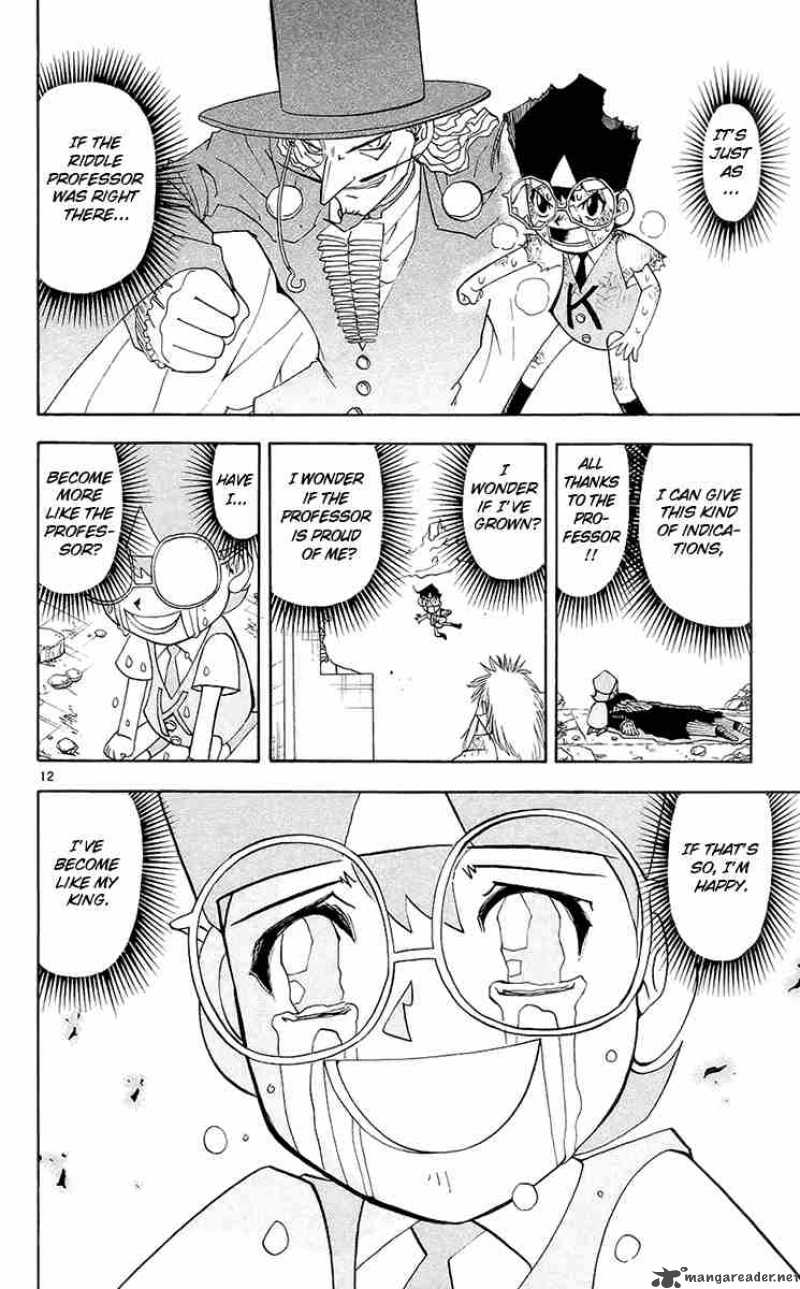 IT'S
JUST
AS
...
IF THE
RIDDLE
PROFESSOR
WAS RIGHT
THERE...
K
I CAN GIVE
THIS KIND
OF INDICA-
TIONS,
ALL
THANKS
TO THE
PRO-
FESSOR
!!
I
WONDER
IF I'VE
GROWN?
I WONDER
IF THE
PROFESSOR
IS PROUD
OF ME?
HAVE
I...
BECOME
MORE
LIKE THE
PROFES-
SOR?
12
IF THAT'S
SO, I'M
HAPPY.
I'VE
BECOME
LIKE MY
KING.
mangareader.net